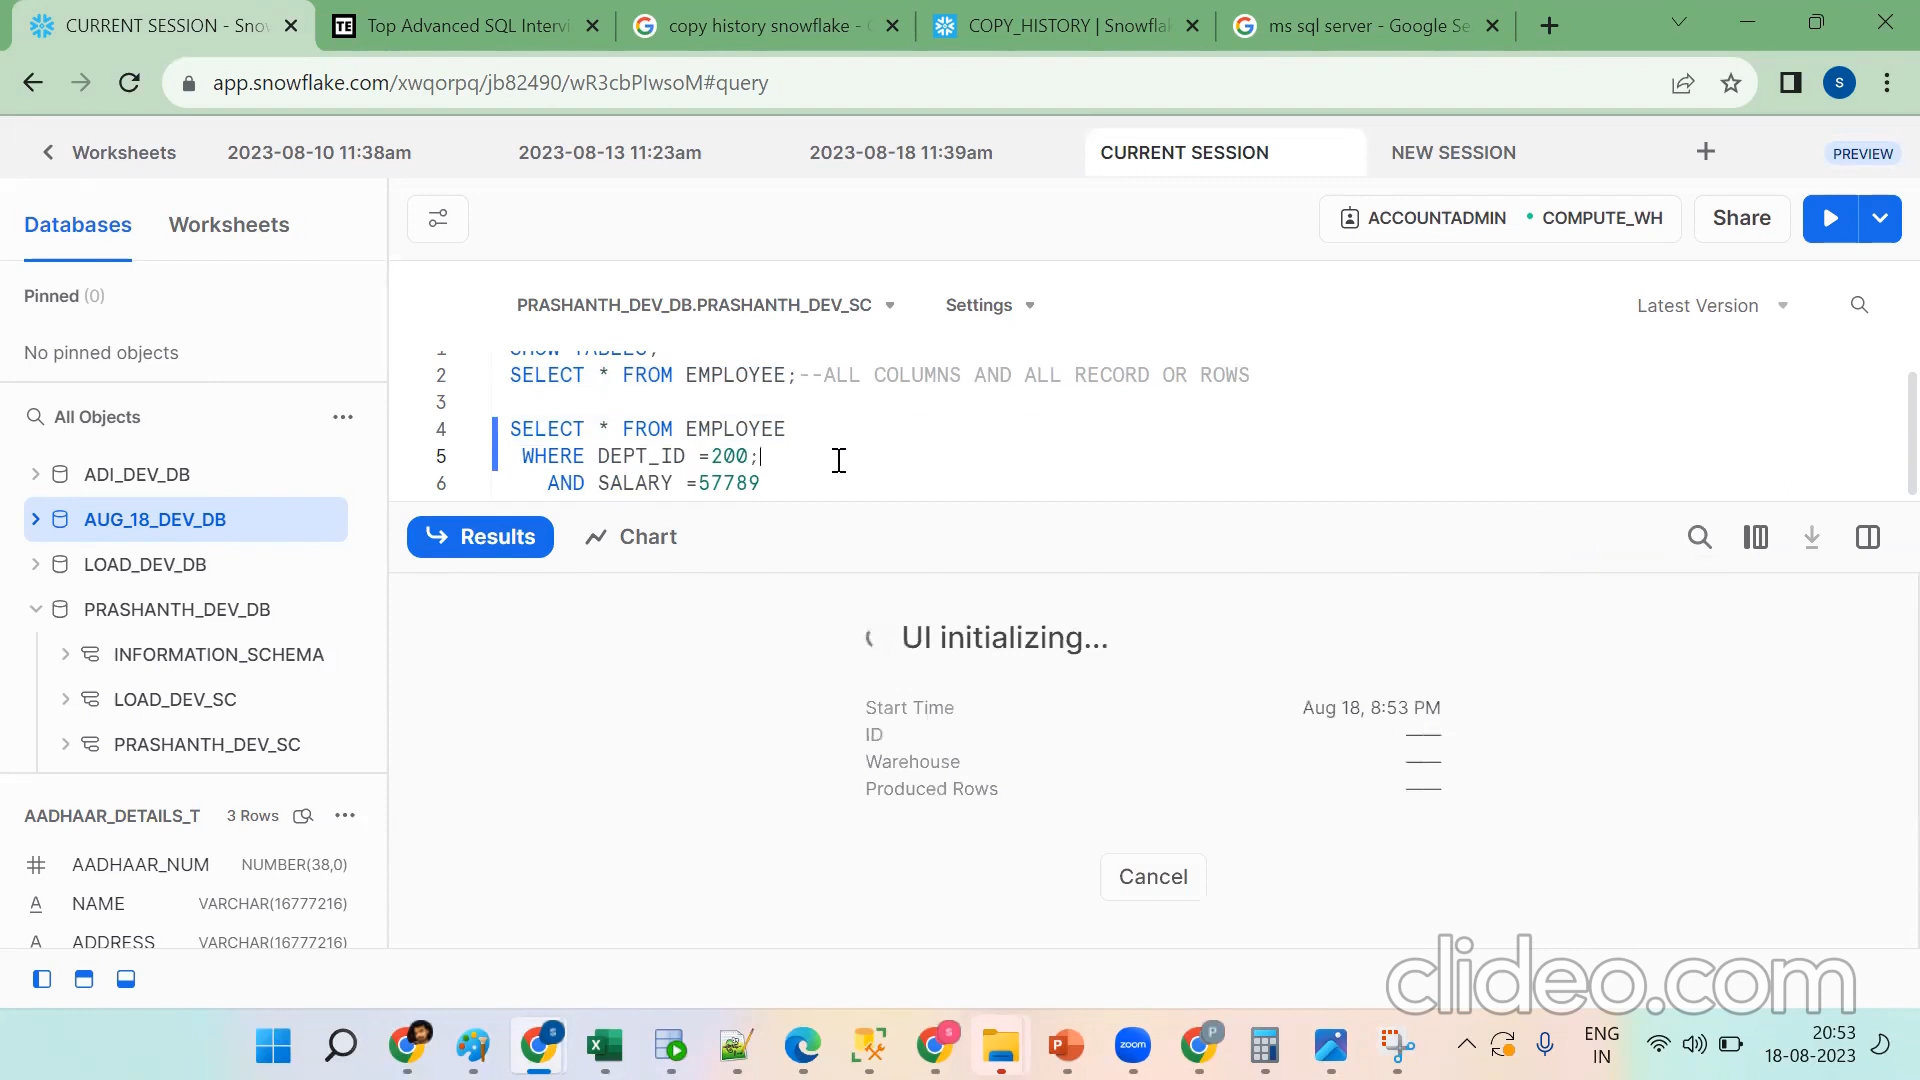 CURRENT SESSION - Snow
Top Advanced SQL Intervi
copy history snowflake -
COPY_HISTORY | Snowflak
ms sql server - Google Se
app.snowflake.com/xwqorpq/jb82490/wR3cbPIwsoM#query
S
Worksheets
2023-08-10 11:38am
2023-08-13 11:23am
2023-08-18 11:39am
CURRENT SESSION
NEW SESSION
PREVIEW
Databases
Worksheets
ACCOUNTADMIN
COMPUTE_WH
Share
Pinned (0)
No pinned objects
PRASHANTH_DEV_DB.PRASHANTH_DEV_SC
Settings
Latest Version
1 SHOW TABLES;
2 SELECT * FROM EMPLOYEE;--ALL COLUMNS AND ALL RECORD OR ROWS
3
4 SELECT * FROM EMPLOYEE
5 WHERE DEPT_ID =200;
6 AND SALARY =57789
All Objects
ADI_DEV_DB
AUG_18_DEV_DB
LOAD_DEV_DB
PRASHANTH_DEV_DB
INFORMATION_SCHEMA
LOAD_DEV_SC
PRASHANTH_DEV_SC
Results
Chart
UI initializing...
Start Time Aug 18, 8:53 PM
ID
Warehouse
Produced Rows
Cancel
AADHAAR_DETAILS_T 3 Rows
AADHAAR_NUM NUMBER(38,0)
NAME VARCHAR(16777216)
ADDRESS VARCHAR(16777216)
clideo.com
zoom
ENG
IN
20:53
18-08-2023